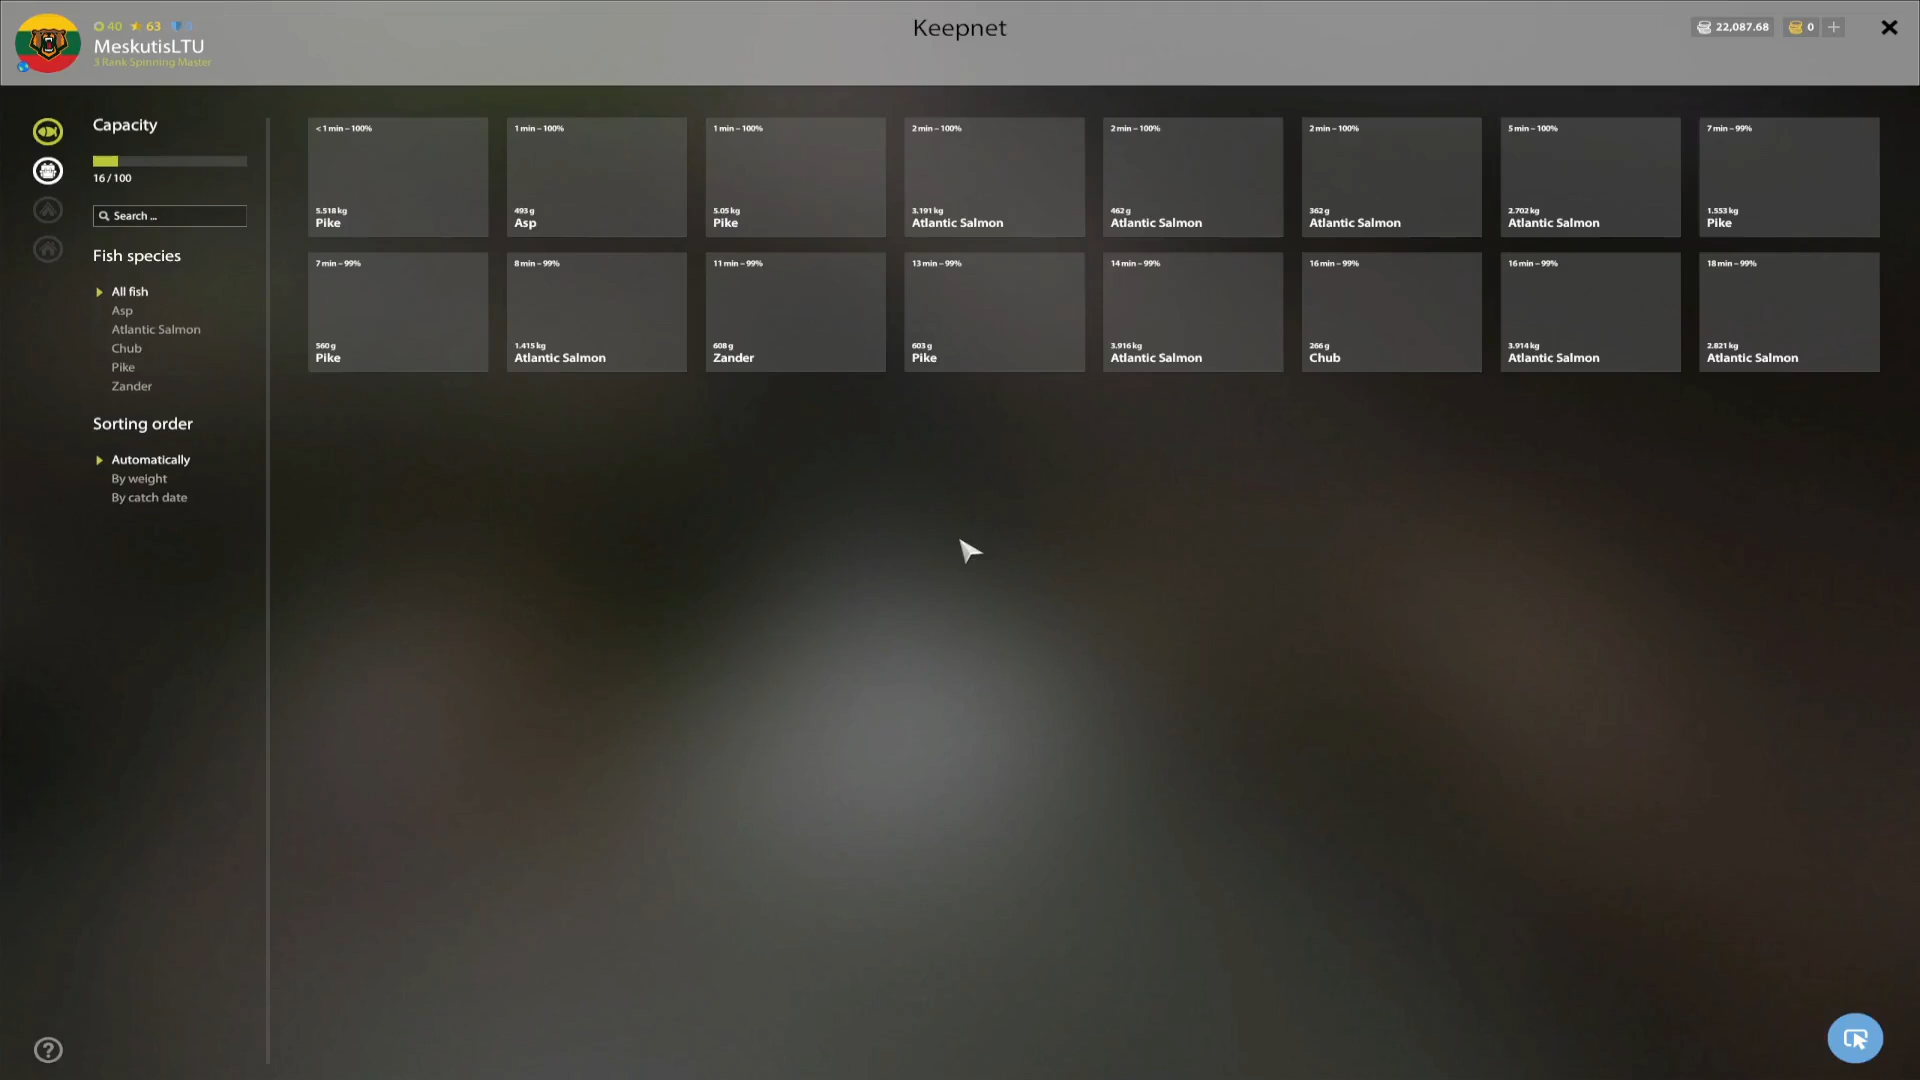 40 63
MeskutisLTU
3 Rank Spinning Master
Keepnet
22,087.68 0
Capacity
16 / 100
Search ...
Fish species
All fish
Asp
Atlantic Salmon
Chub
Pike
Zander
Sorting order
Automatically
By weight
By catch date
< 1 min – 100%
5.518 kg
Pike
1 min – 100%
493 g
Asp
1 min – 100%
5.05 kg
Pike
2 min – 100%
3.191 kg
Atlantic Salmon
2 min – 100%
462 g
Atlantic Salmon
2 min – 100%
362 g
Atlantic Salmon
5 min – 100%
2.702 kg
Atlantic Salmon
7 min – 99%
1.553 kg
Pike
7 min – 99%
560 g
Pike
8 min – 99%
1.415 kg
Atlantic Salmon
11 min – 99%
608 g
Zander
13 min – 99%
603 g
Pike
14 min – 99%
3.916 kg
Atlantic Salmon
16 min – 99%
266 g
Chub
16 min – 99%
3.914 kg
Atlantic Salmon
18 min – 99%
2.821 kg
Atlantic Salmon